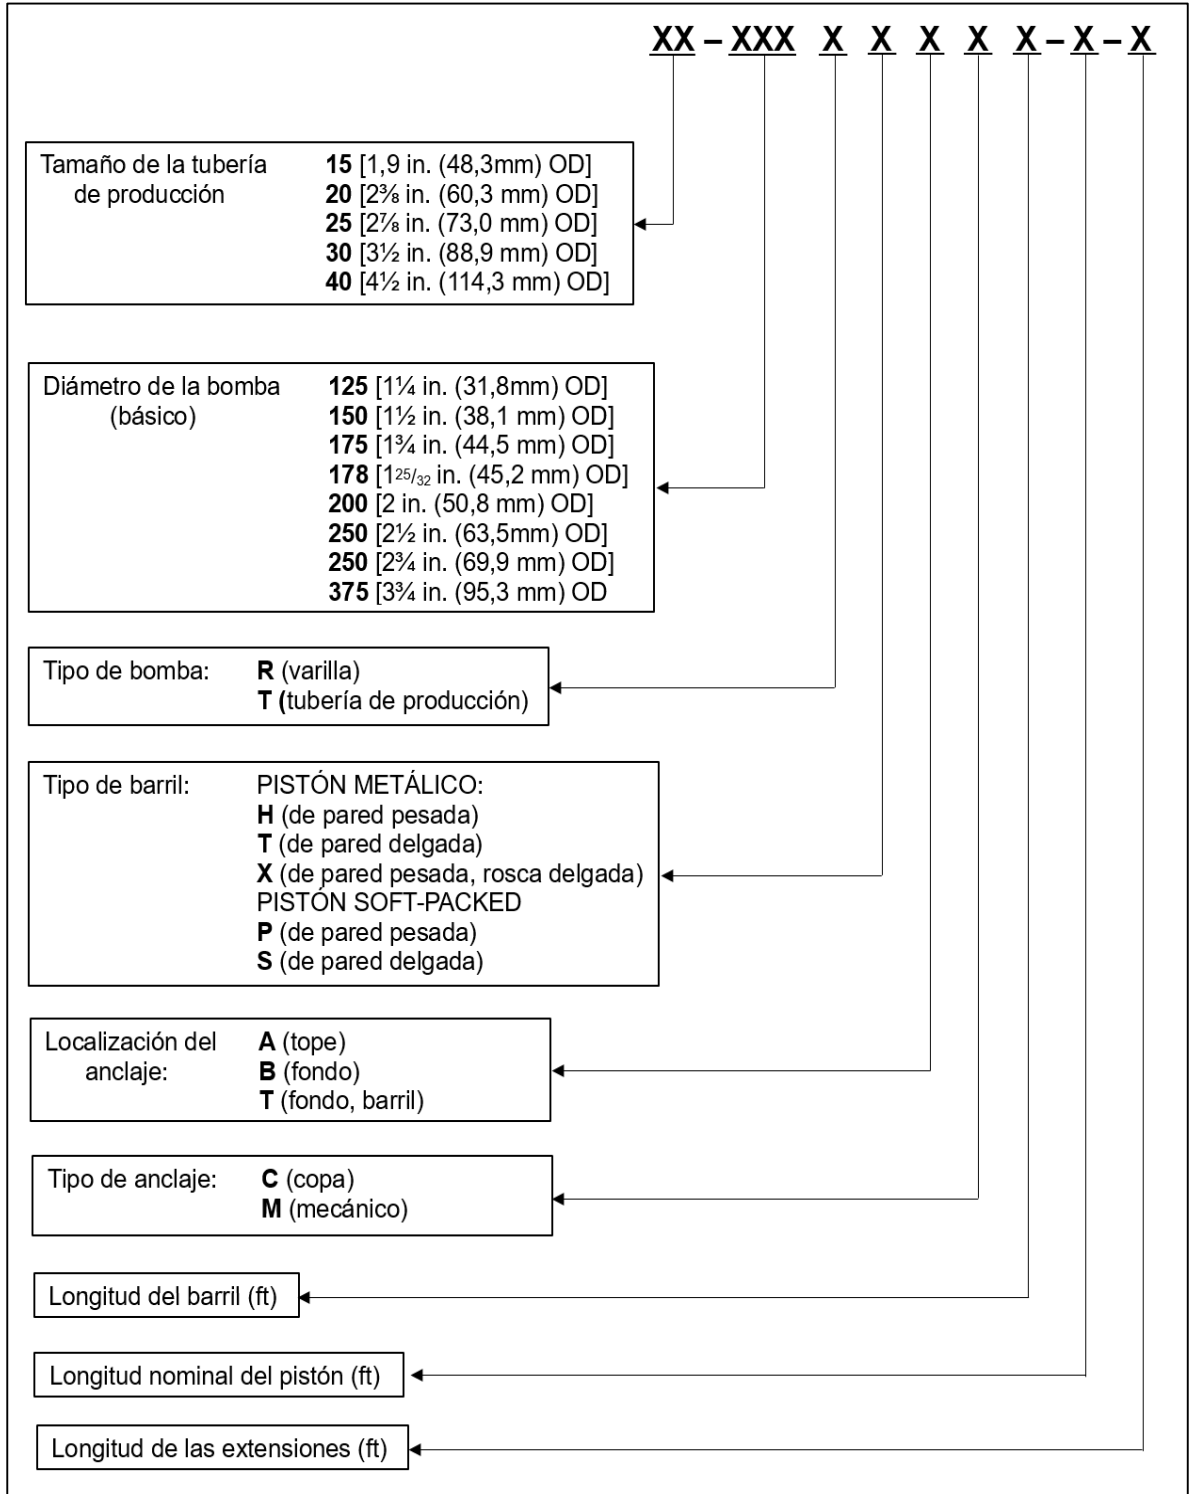 XX – XXX X X X X X – X – X
Tamaño de la tubería 15 [1,9 in. (48,3mm) OD]
de producción 20 [2⅜ in. (60,3 mm) OD]
25 [2⅞ in. (73,0 mm) OD]
30 [3½ in. (88,9 mm) OD]
40 [4½ in. (114,3 mm) OD]
Diámetro de la bomba 125 [1¼ in. (31,8mm) OD]
(básico) 150 [1½ in. (38,1 mm) OD]
175 [1¾ in. (44,5 mm) OD]
178 [125/32 in. (45,2 mm) OD]
200 [2 in. (50,8 mm) OD]
250 [2½ in. (63,5mm) OD]
250 [2¾ in. (69,9 mm) OD]
375 [3¾ in. (95,3 mm) OD
Tipo de bomba: R (varilla)
T (tubería de producción)
Tipo de barril: PISTÓN METÁLICO:
H (de pared pesada)
T (de pared delgada)
X (de pared pesada, rosca delgada)
PISTÓN SOFT-PACKED
P (de pared pesada)
S (de pared delgada)
Localización del A (tope)
anclaje: B (fondo)
T (fondo, barril)
Tipo de anclaje: C (copa)
M (mecánico)
Longitud del barril (ft)
Longitud nominal del pistón (ft)
Longitud de las extensiones (ft)